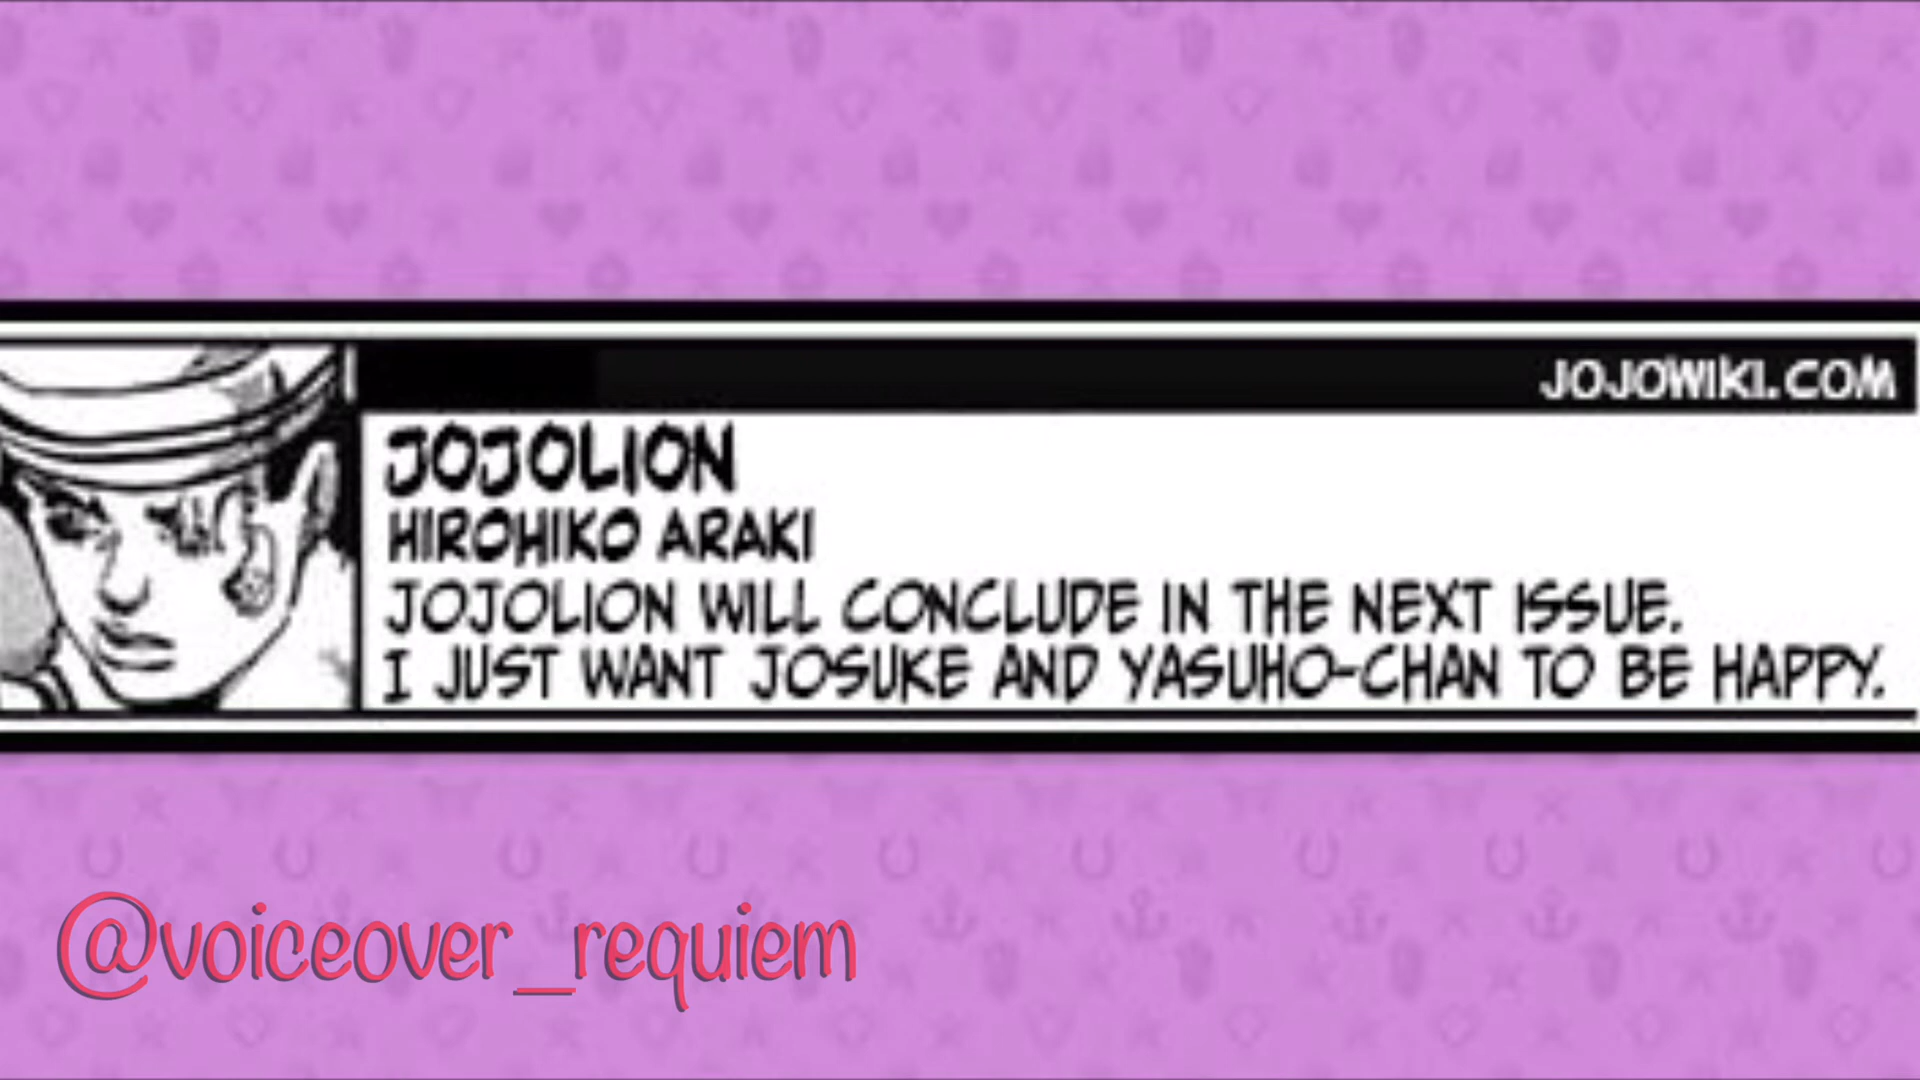 JOJOWIKI.COM
JOJOLION
HIROHIKO ARAKI
JOJOLION WILL CONCLUDE IN THE NEXT ISSUE.
I JUST WANT JOSUKE AND YASUHO-CHAN TO BE HAPPY.
@voiceover_requiem